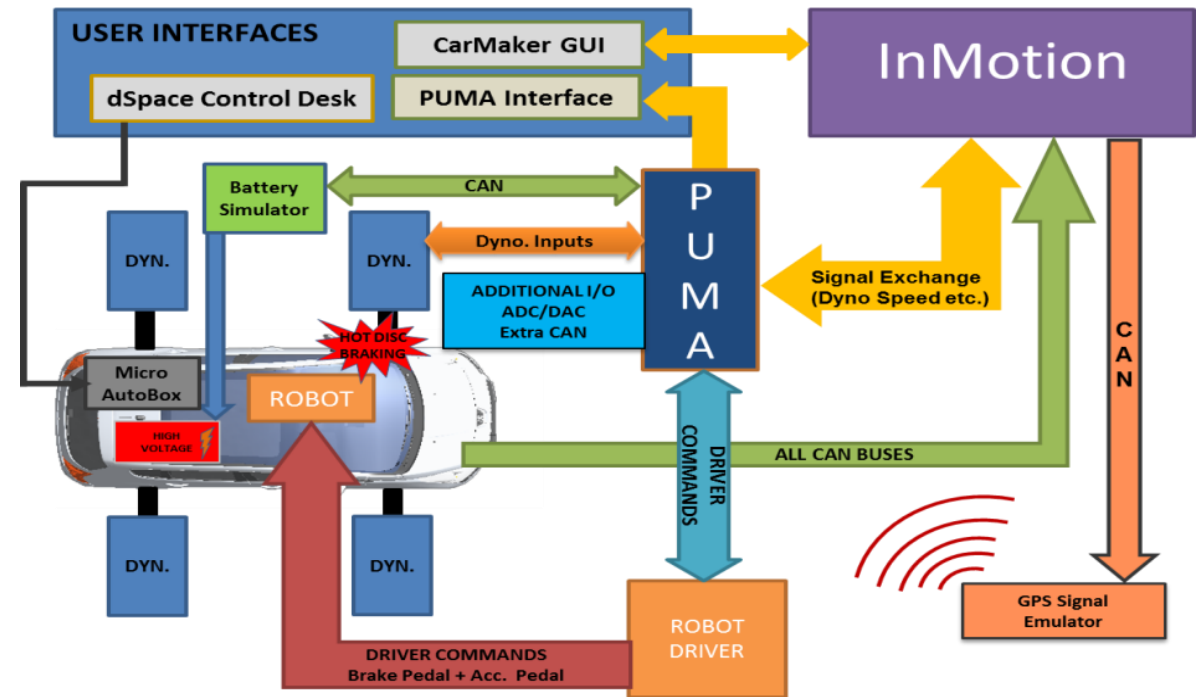 USER INTERFACES
CarMaker GUI
dSpace Control Desk
PUMA Interface
InMotion
Battery
Simulator
CAN
P
U
M
A
DYN.
DYN.
Dyno. Inputs
ADDITIONAL I/O
ADC/DAC
Extra CAN
Signal Exchange
(Dyno Speed etc.)
HOT DISC
BRAKING
Micro
AutoBox
ROBOT
HIGH
VOLTAGE
DRIVER
COMMANDS
ALL CAN BUSES
C
A
N
DYN.
DYN.
ROBOT
DRIVER
GPS Signal
Emulator
DRIVER COMMANDS
Brake Pedal + Acc. Pedal